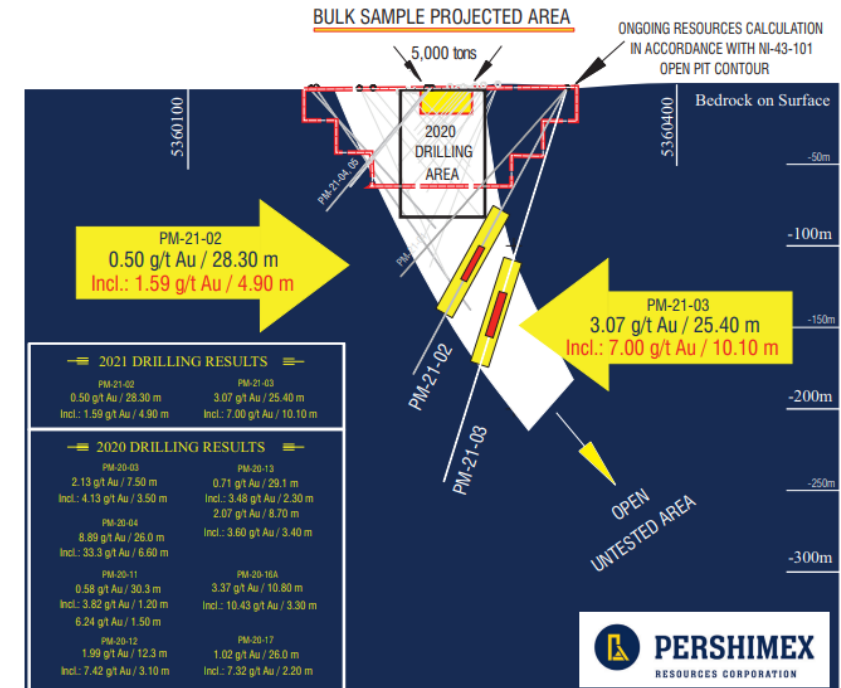 BULK SAMPLE PROJECTED AREA
5,000 tons
ONGOING RESOURCES CALCULATION
IN ACCORDANCE WITH NI-43-101
OPEN PIT CONTOUR
5360100
5360400
Bedrock on Surface
2020
DRILLING
AREA
PM-21-04, 05
-50m
-100m
-150m
-200m
-250m
-300m
PM-21-02
0.50 g/t Au / 28.30 m
Incl.: 1.59 g/t Au / 4.90 m
PM-21-03
3.07 g/t Au / 25.40 m
Incl.: 7.00 g/t Au / 10.10 m
PM-21-02
PM-21-03
OPEN
UNTESTED AREA
2021 DRILLING RESULTS
PM-21-02
0.50 g/t Au / 28.30 m
Incl.: 1.59 g/t Au / 4.90 m
PM-21-03
3.07 g/t Au / 25.40 m
Incl.: 7.00 g/t Au / 10.10 m
2020 DRILLING RESULTS
PM-20-03
2.13 g/t Au / 7.50 m
Incl.: 4.13 g/t Au / 3.50 m
PM-20-04
8.89 g/t Au / 26.0 m
Incl.: 33.3 g/t Au / 6.60 m
PM-20-11
0.58 g/t Au / 30.3 m
Incl.: 3.82 g/t Au / 1.20 m
6.24 g/t Au / 1.50 m
PM-20-12
1.99 g/t Au / 12.3 m
Incl.: 7.42 g/t Au / 3.10 m
PM-20-13
0.71 g/t Au / 29.1 m
Incl.: 3.48 g/t Au / 2.30 m
2.07 g/t Au / 8.70 m
Incl.: 3.60 g/t Au / 3.40 m
PM-20-16A
3.37 g/t Au / 10.80 m
Incl.: 10.43 g/t Au / 3.30 m
PM-20-17
1.02 g/t Au / 26.0 m
Incl.: 7.32 g/t Au / 2.20 m
PERSHIMEX
RESOURCES CORPORATION